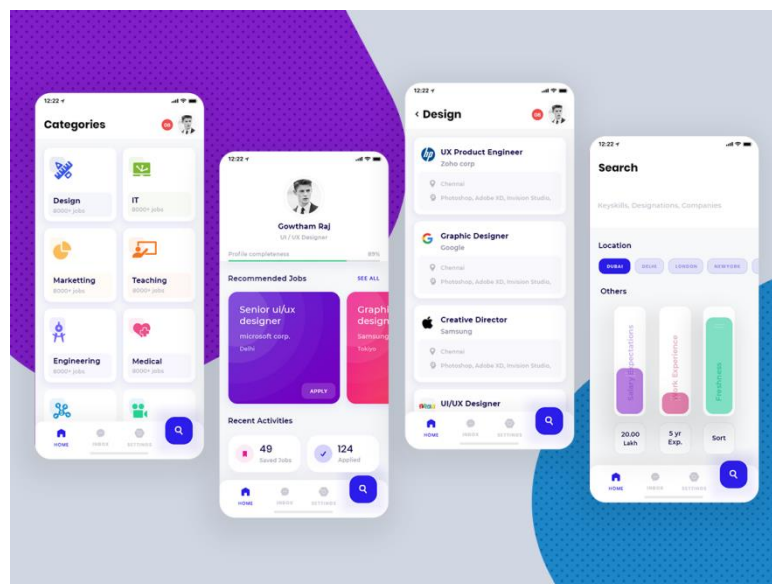 12:22
Categories
Design
8000+ jobs
IT
8000+ jobs
Marketting
8000+ jobs
Teaching
8000+ jobs
Engineering
8000+ jobs
Medical
8000+ jobs
HOME
INBOX
SETTINGS
12:22
Gowtham Raj
UI / UX Designer
Profile completeness 89%
Recommended Jobs SEE ALL
Senior ui/ux
designer
microsoft corp.
Delhi
APPLY
Graphi
design
Samsung
Tokyo
Recent Activities
49
Saved Jobs
124
Applied
HOME
INBOX
SETTINGS
12:22
< Design
hp
UX Product Engineer
Zoho corp
Chennai
Photoshop, Adobe XD, Invision Studio,
Graphic Designer
Google
Chennai
Photoshop, Adobe XD, Invision Studio,
Creative Director
Samsung
Chennai
Photoshop, Adobe XD, Invision Studio,
UI/UX Designer
HOME
INBOX
SETTINGS
12:22
Search
Keyskills, Designations, Companies
Location
DUBAI
DELHI
LONDON
NEWYORK
Others
Salary Expectations
Work Experience
Freshness
20.00
Lakh
5 yr
Exp.
Sort
HOME
INBOX
SETTINGS